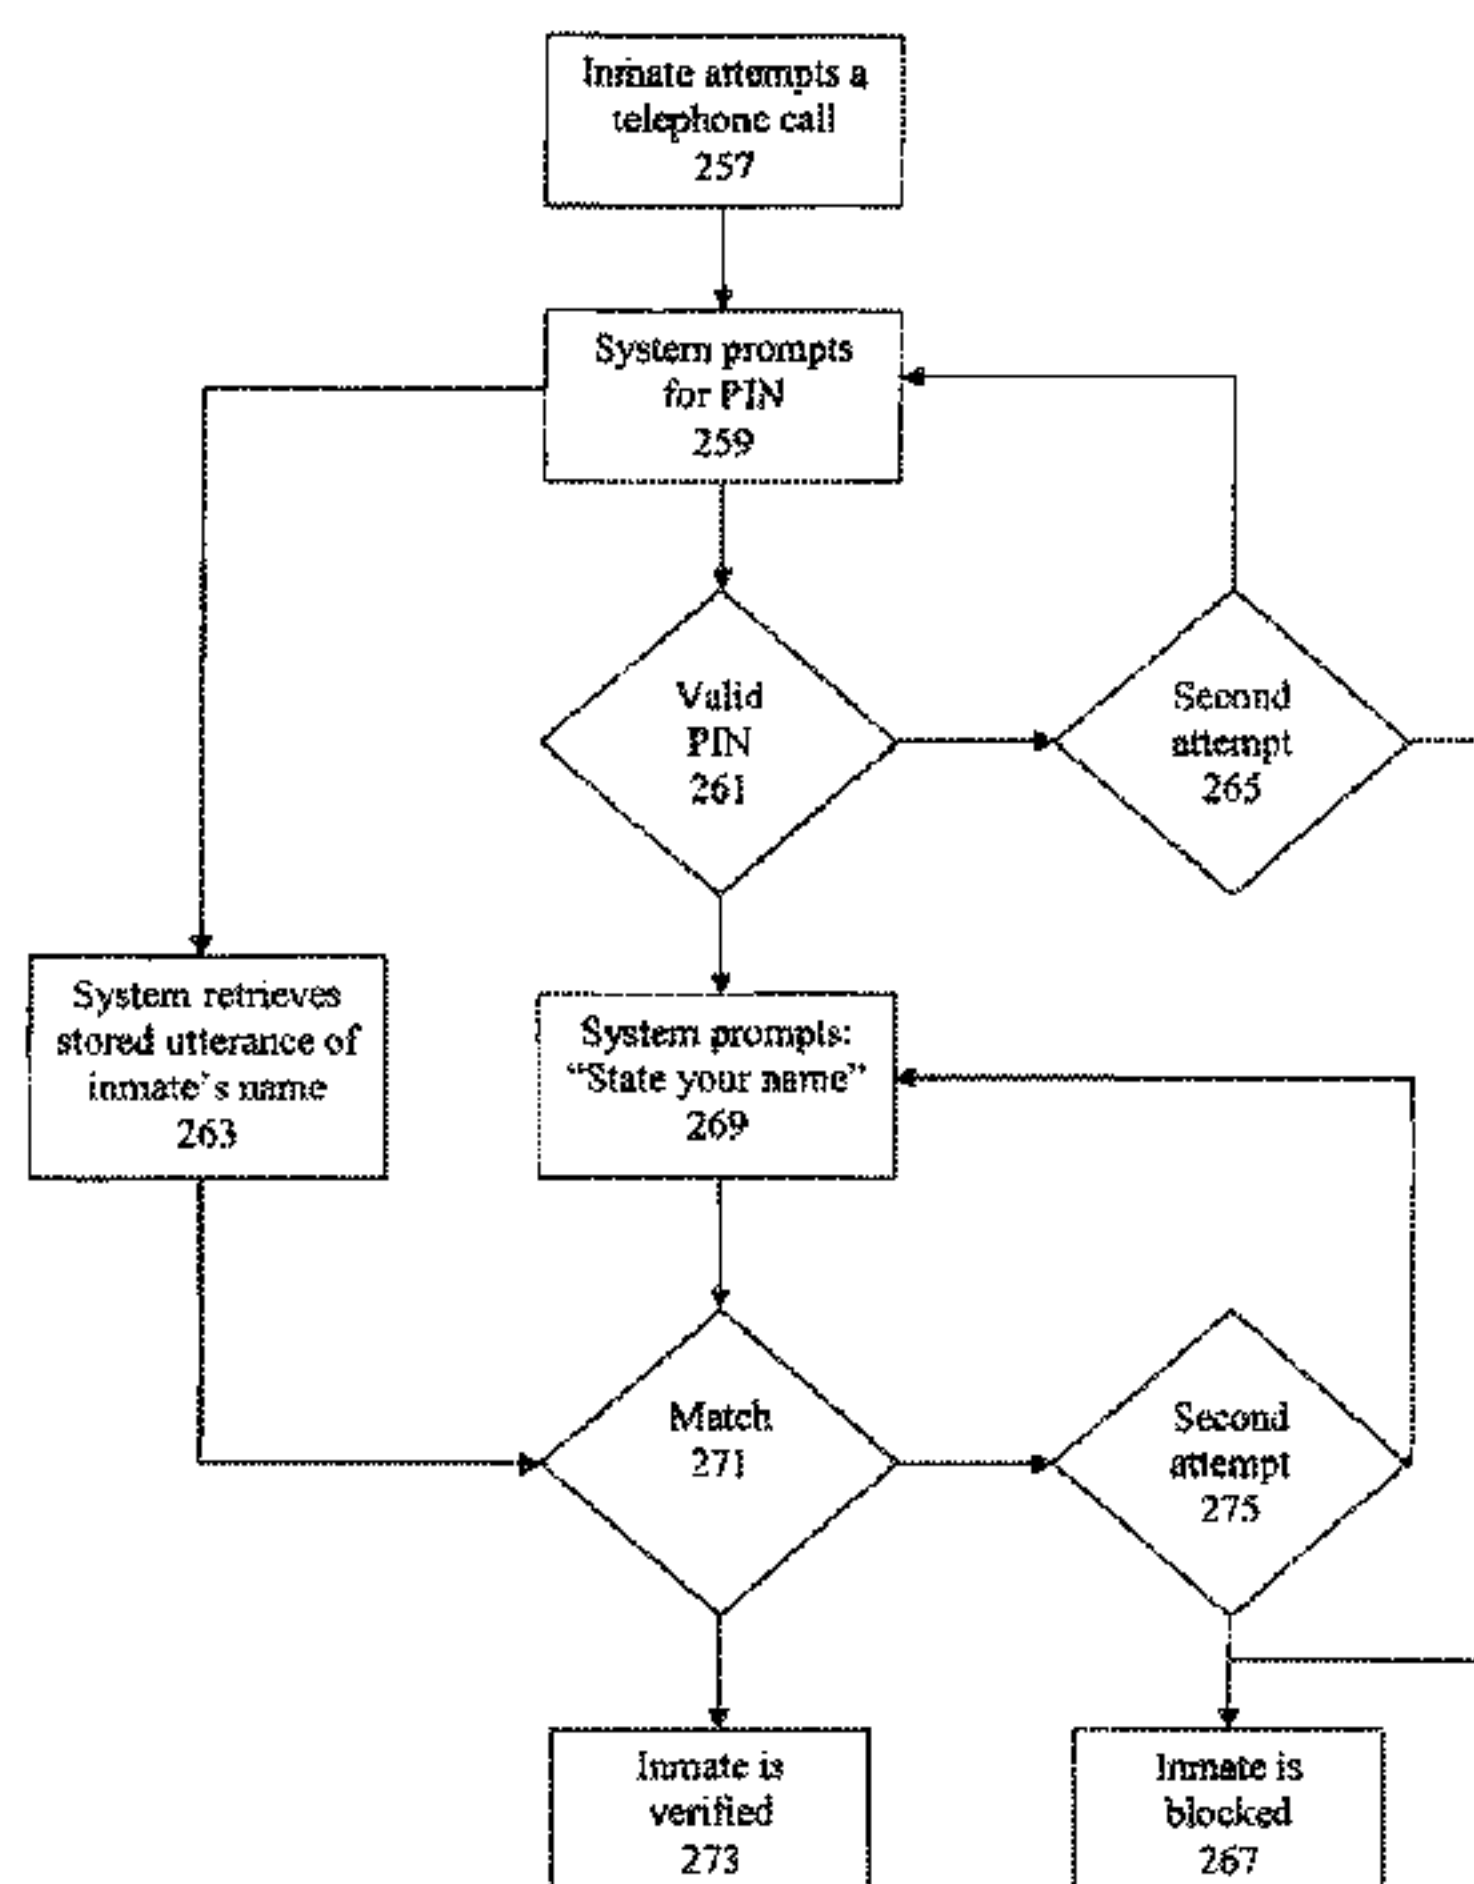 Inmate attempts a
telephone call
257
System prompts
for PIN
259
Valid
PIN
261
Second
attempt
265
System retrieves
stored utterance of
inmate's name
263
System prompts:
“State your name”
269
Match
271
Second
attempt
275
Inmate is
verified
273
Inmate is
blocked
267